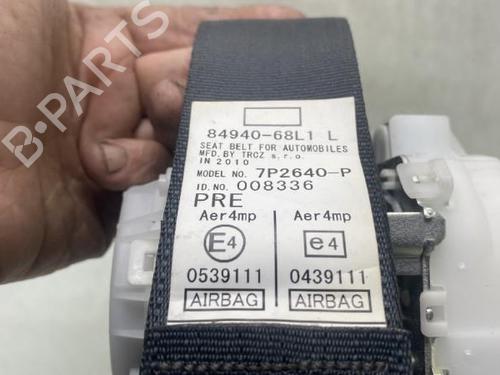 B-PARTS
84940-68L1 L
SEAT BELT FOR AUTOMOBILES
MFD. BY TRCZ s.r.o.
IN 2010
MODEL NO. 7P2640-P
ID. NO. 008336
PRE
Aer4mp Aer4mp
E4 e4
0539111 0439111
AIRBAG AIRBAG